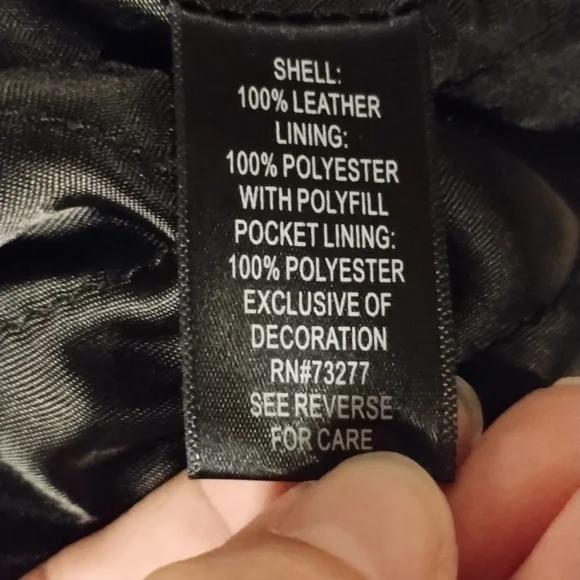 SHELL:
100% LEATHER
LINING:
100% POLYESTER
WITH POLYFILL
POCKET LINING:
100% POLYESTER
EXCLUSIVE OF
DECORATION
RN#73277
SEE REVERSE
FOR CARE